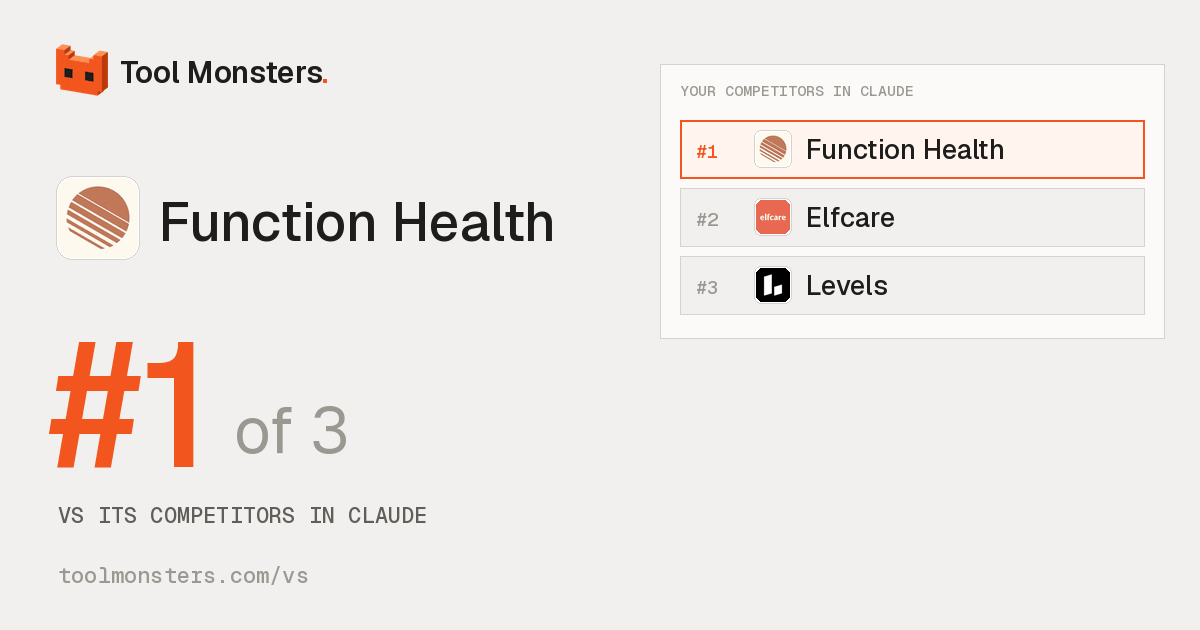 Tool Monsters.
Function Health
#1 of 3
VS ITS COMPETITORS IN CLAUDE
toolmonsters.com/vs
YOUR COMPETITORS IN CLAUDE
#1 Function Health
#2 elfcare Elfcare
#3 Levels